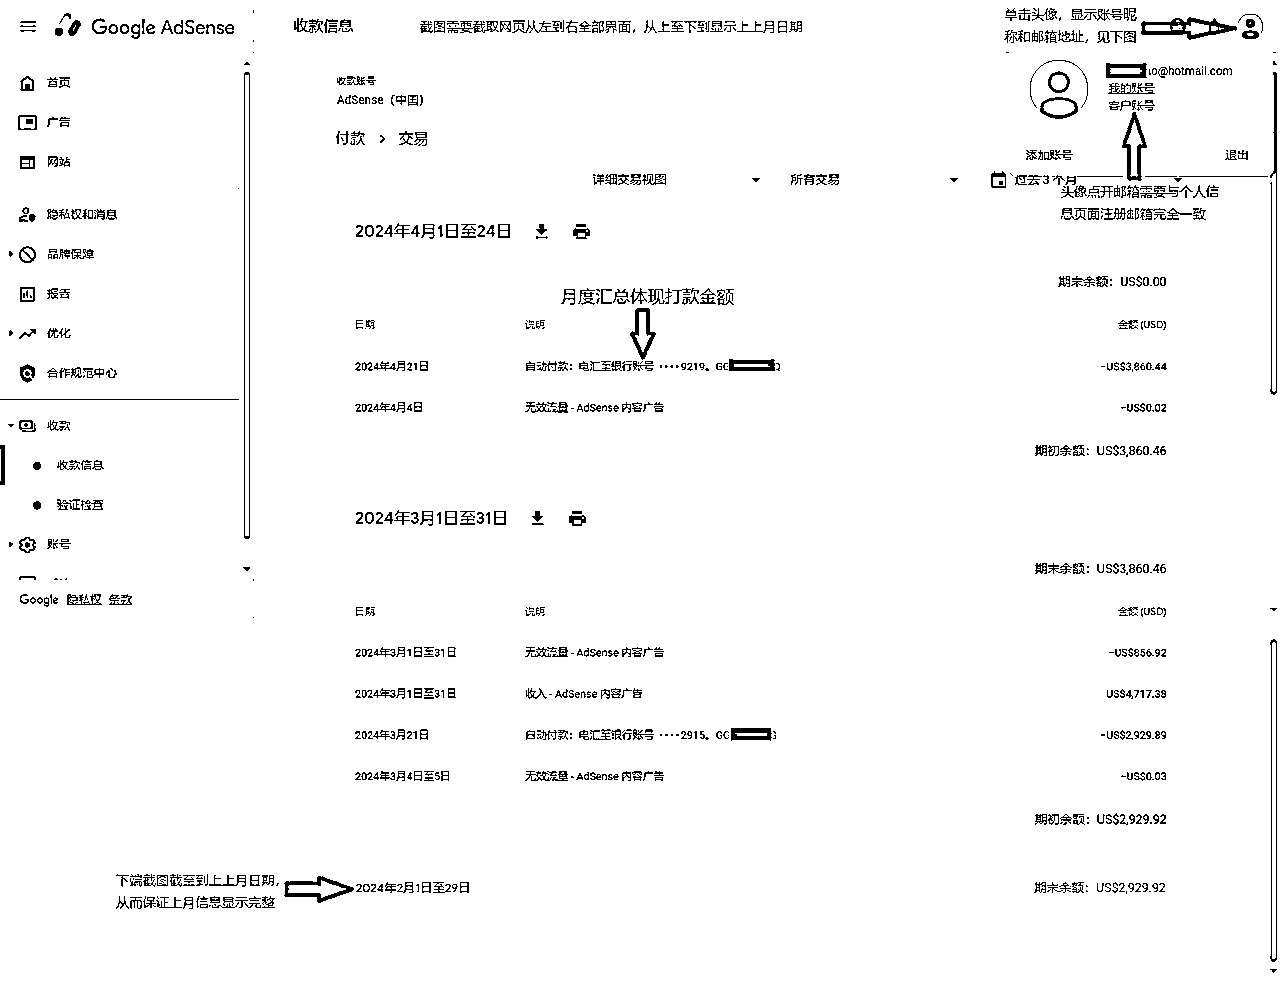 Google AdSense
收款信息
截图需要截取网页从左到右全部界面，从上至下到显示上上月日期
单击头像，显示账号昵
称和邮箱地址，见下图
o@hotmail.com
我的账号
客户账号
添加账号
退出
头像点开邮箱需要与个人信
息页面注册邮箱完全一致
首页
广告
网站
隐私权和消息
品牌保障
报告
优化
合作规范中心
收款
收款信息
验证检查
账号
Google 隐私权 条款
收款账号
AdSense（中国）
付款 > 交易
详细交易视图
所有交易
过去 3 个月
2024年4月1日至24日
期末余额：US$0.00
月度汇总体现打款金额
日期 说明 金额 (USD)
2024年4月21日 自动付款：电汇至银行账号 ····9219。GG Q −US$3,860.44
2024年4月4日 无效流量 - AdSense 内容广告 −US$0.02
期初余额：US$3,860.46
2024年3月1日至31日
期末余额：US$3,860.46
日期 说明 金额 (USD)
2024年3月1日至31日 无效流量 - AdSense 内容广告 −US$856.92
2024年3月1日至31日 收入 - AdSense 内容广告 US$4,717.38
2024年3月21日 自动付款：电汇至银行账号 ····2915。GG −US$2,929.89
2024年3月4日至5日 无效流量 - AdSense 内容广告 −US$0.03
期初余额：US$2,929.92
下端截图截至到上上月日期，
从而保证上月信息显示完整
2024年2月1日至29日
期末余额：US$2,929.92